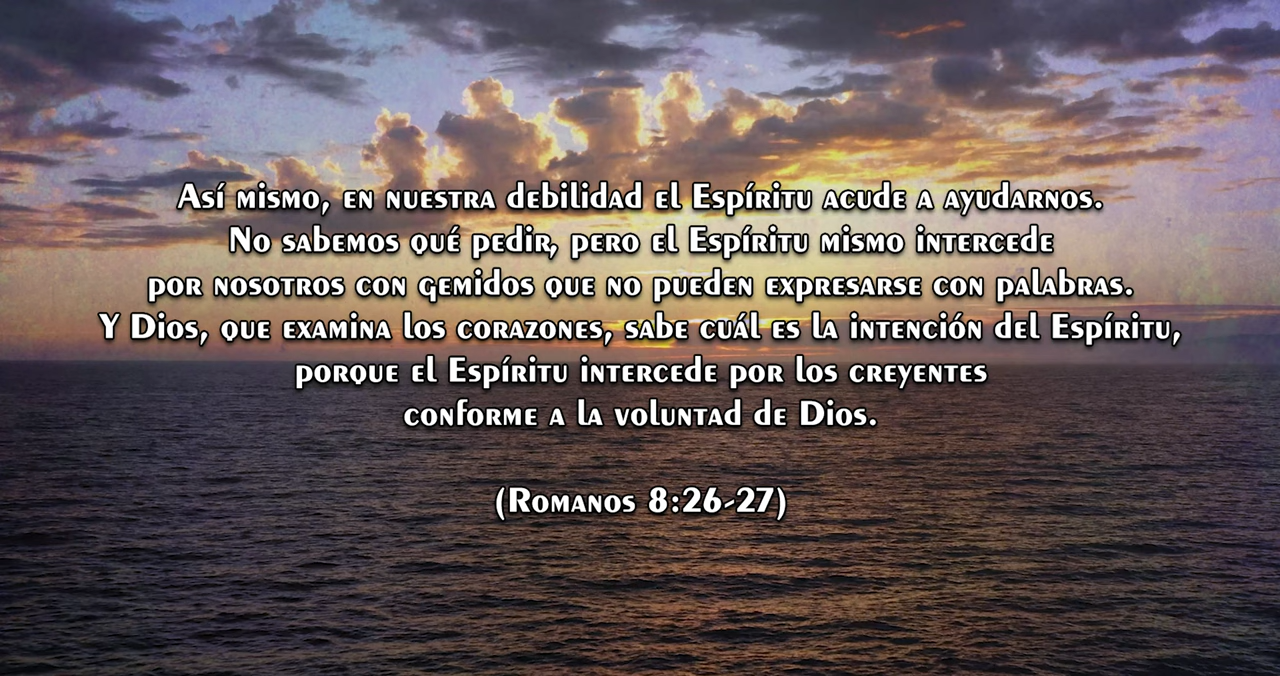 Así mismo, en nuestra debilidad el Espíritu acude a ayudarnos.
No sabemos qué pedir, pero el Espíritu mismo intercede
por nosotros con gemidos que no pueden expresarse con palabras.
Y Dios, que examina los corazones, sabe cuál es la intención del Espíritu,
porque el Espíritu intercede por los creyentes
conforme a la voluntad de Dios.
(Romanos 8:26-27)